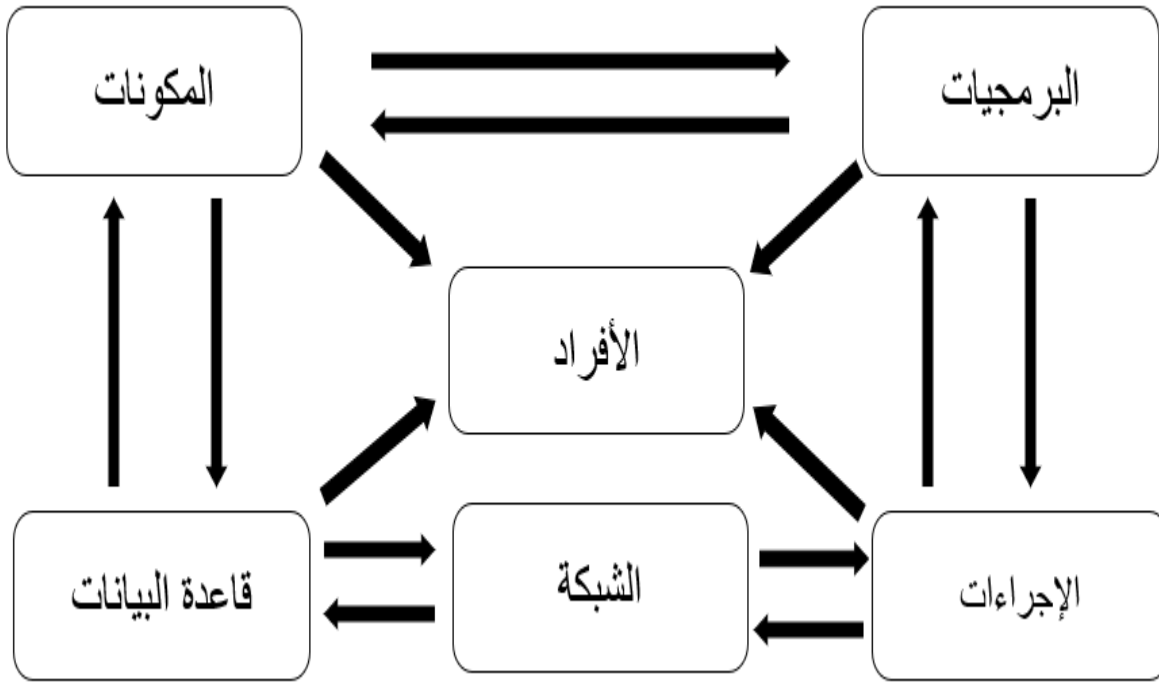 البرمجيات
المكونات
الأفراد
الإجراءات
الشبكة
قاعدة البيانات